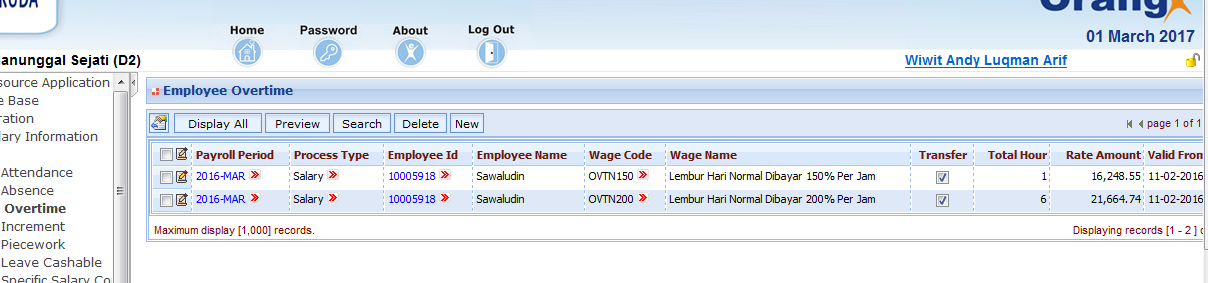 RUDA
Orang
Home Password About Log Out
01 March 2017
anunggal Sejati (D2)
Wiwit Andy Luqman Arif
source Application
e Base
ration
lary Information
Attendance
Absence
Overtime
Increment
Piecework
Leave Cashable
Specific Salary Co
Employee Overtime
Display All Preview Search Delete New
page 1 of 1
Payroll Period Process Type Employee Id Employee Name Wage Code Wage Name Transfer Total Hour Rate Amount Valid From
2016-MAR Salary 10005918 Sawaludin OVTN150 Lembur Hari Normal Dibayar 150% Per Jam 1 16,248.55 11-02-2016
2016-MAR Salary 10005918 Sawaludin OVTN200 Lembur Hari Normal Dibayar 200% Per Jam 6 21,664.74 11-02-2016
Maximum display [1,000] records.
Displaying records [1 - 2 ] o